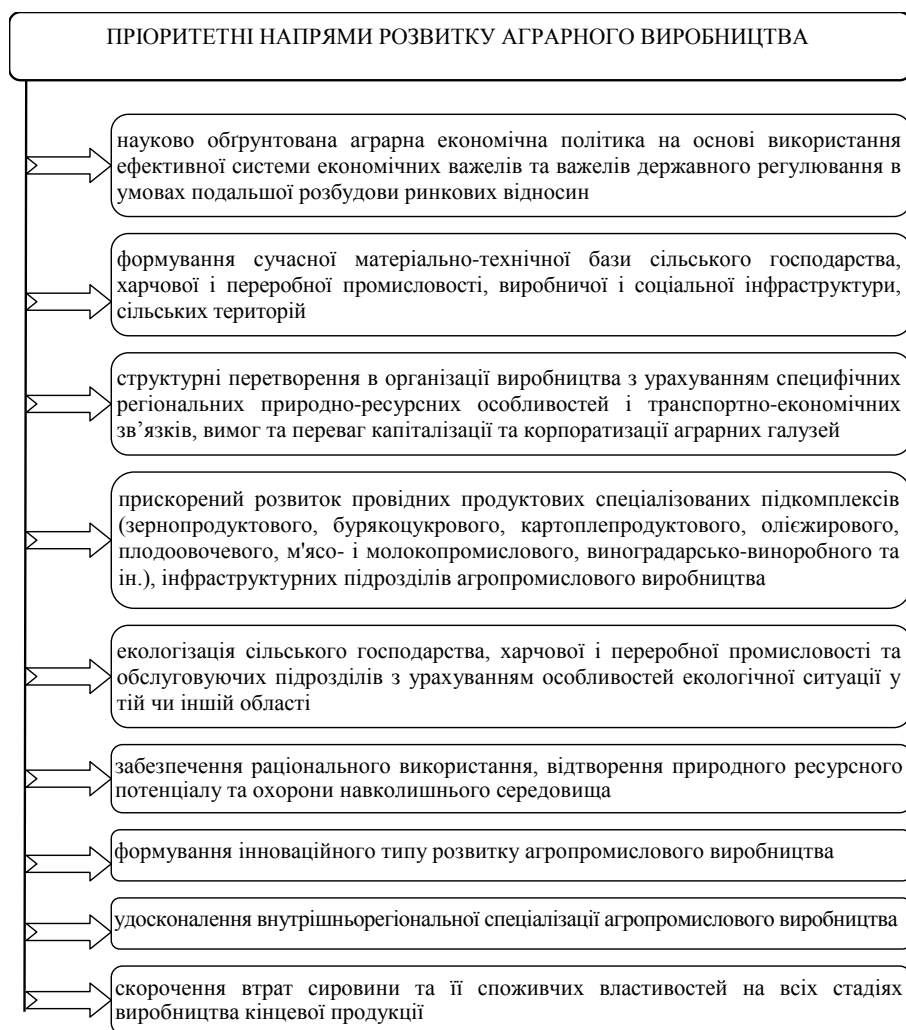 ПРІОРИТЕТНІ НАПРЯМИ РОЗВИТКУ АГРАРНОГО ВИРОБНИЦТВА
науково обґрунтована аграрна економічна політика на основі використання
ефективної системи економічних важелів та важелів державного регулювання в
умовах подальшої розбудови ринкових відносин
формування сучасної матеріально-технічної бази сільського господарства,
харчової і переробної промисловості, виробничої і соціальної інфраструктури,
сільських територій
структурні перетворення в організації виробництва з урахуванням специфічних
регіональних природно-ресурсних особливостей і транспортно-економічних
зв’язків, вимог та переваг капіталізації та корпоратизації аграрних галузей
прискорений розвиток провідних продуктових спеціалізованих підкомплексів
(зернопродуктового, бурякоцукрового, картоплепродуктового, олієжирового,
плодоовочевого, м'ясо- і молокопромислового, виноградарсько-виноробного та
ін.), інфраструктурних підрозділів агропромислового виробництва
екологізація сільського господарства, харчової і переробної промисловості та
обслуговуючих підрозділів з урахуванням особливостей екологічної ситуації у
тій чи іншій області
забезпечення раціонального використання, відтворення природного ресурсного
потенціалу та охорони навколишнього середовища
формування інноваційного типу розвитку агропромислового виробництва
удосконалення внутрішньорегіональної спеціалізації агропромислового виробництва
скорочення втрат сировини та її споживчих властивостей на всіх стадіях
виробництва кінцевої продукції